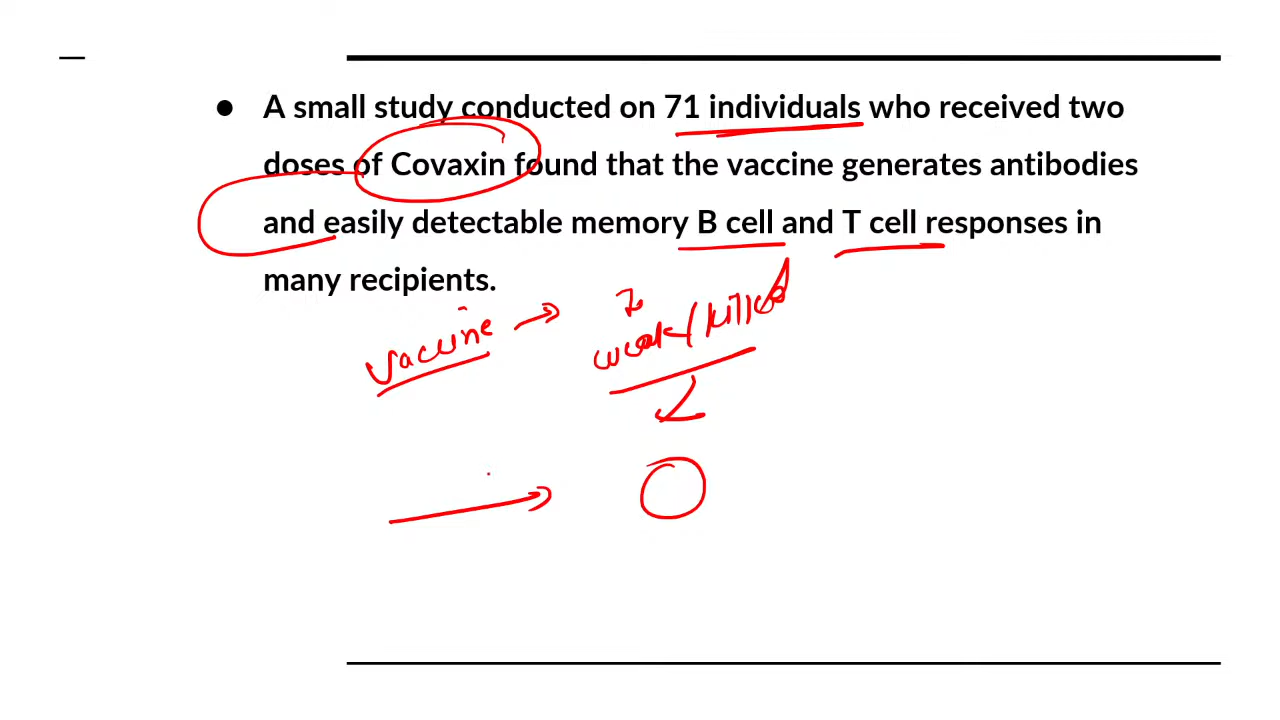 ● A small study conducted on 71 individuals who received two
doses of Covaxin found that the vaccine generates antibodies
and easily detectable memory B cell and T cell responses in
many recipients.
vaccine → weak/killed